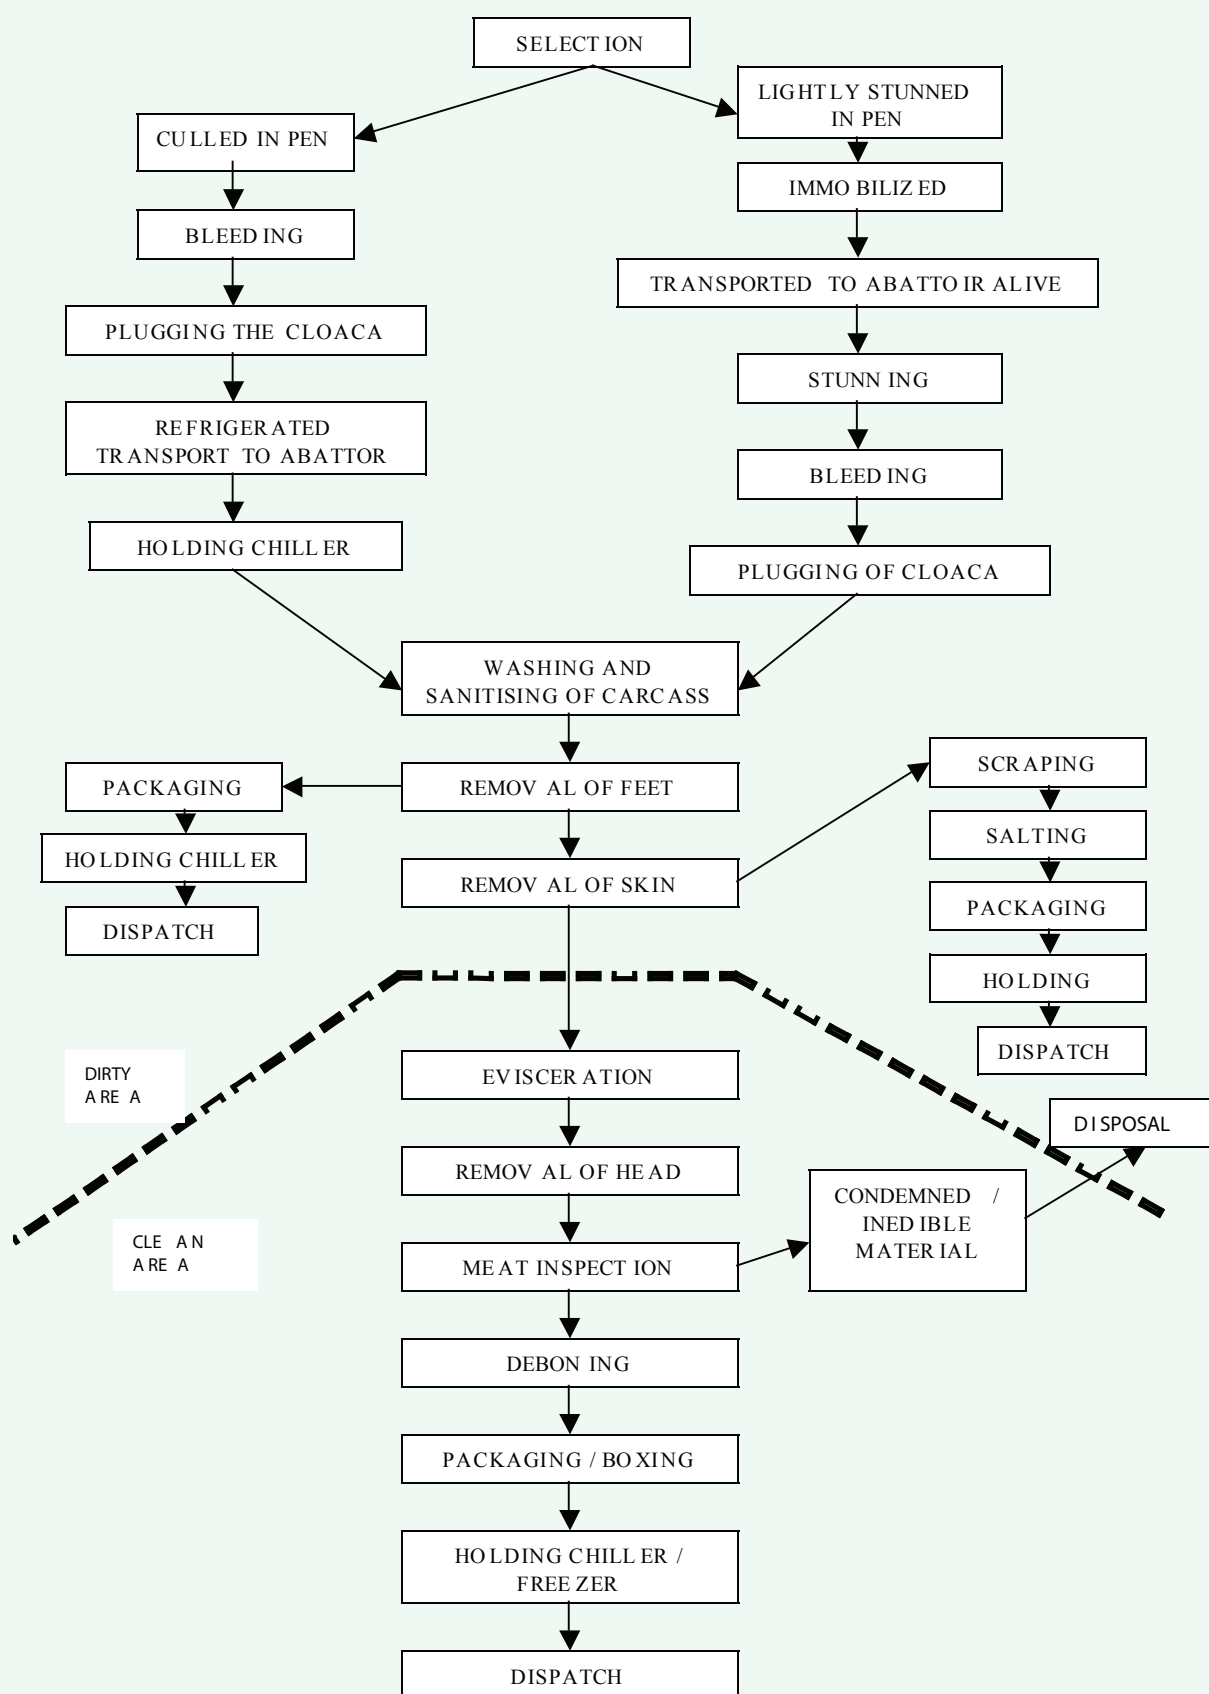 SELECTION
LIGHTLY STUNNED
IN PEN
CULLED IN PEN
IMMOBILIZED
BLEEDING
TRANSPORTED TO ABATTOIR ALIVE
PLUGGING THE CLOACA
STUNNING
REFRIGERATED
TRANSPORT TO ABATTOR
BLEEDING
HOLDING CHILLER
PLUGGING OF CLOACA
WASHING AND
SANITISING OF CARCASS
PACKAGING
REMOVAL OF FEET
SCRAPING
HOLDING CHILLER
SALTING
REMOVAL OF SKIN
PACKAGING
DISPATCH
HOLDING
DISPATCH
DIRTY
AREA
EVISCERATION
DISPOSAL
REMOVAL OF HEAD
CONDEMNED /
INEDIBLE
MATERIAL
CLEAN
AREA
MEAT INSPECTION
DEBONING
PACKAGING / BOXING
HOLDING CHILLER /
FREEZER
DISPATCH